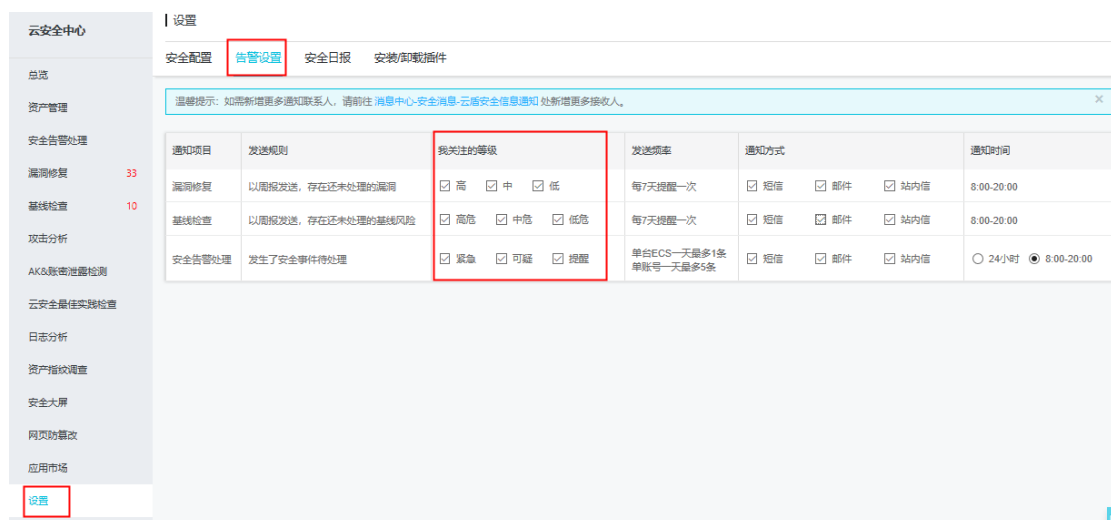 云安全中心
总览
资产管理
安全告警处理
漏洞修复 33
基线检查 10
攻击分析
AK&账密泄露检测
云安全最佳实践检查
日志分析
资产指纹调查
安全大屏
网页防篡改
应用市场
设置
设置
安全配置 告警设置 安全日报 安装/卸载插件
温馨提示：如需新增更多通知联系人，请前往 消息中心-安全消息-云盾安全信息通知 处新增更多接收人。 ×
通知项目 发送规则 我关注的等级 发送频率 通知方式 通知时间
漏洞修复 以周报发送，存在还未处理的漏洞 高 中 低 每7天提醒一次 短信 邮件 站内信 8:00-20:00
基线检查 以周报发送，存在还未处理的基线风险 高危 中危 低危 每7天提醒一次 短信 邮件 站内信 8:00-20:00
安全告警处理 发生了安全事件待处理 紧急 可疑 提醒 单台ECS一天最多1条 短信 邮件 站内信 24小时 8:00-20:00
单账号一天最多5条